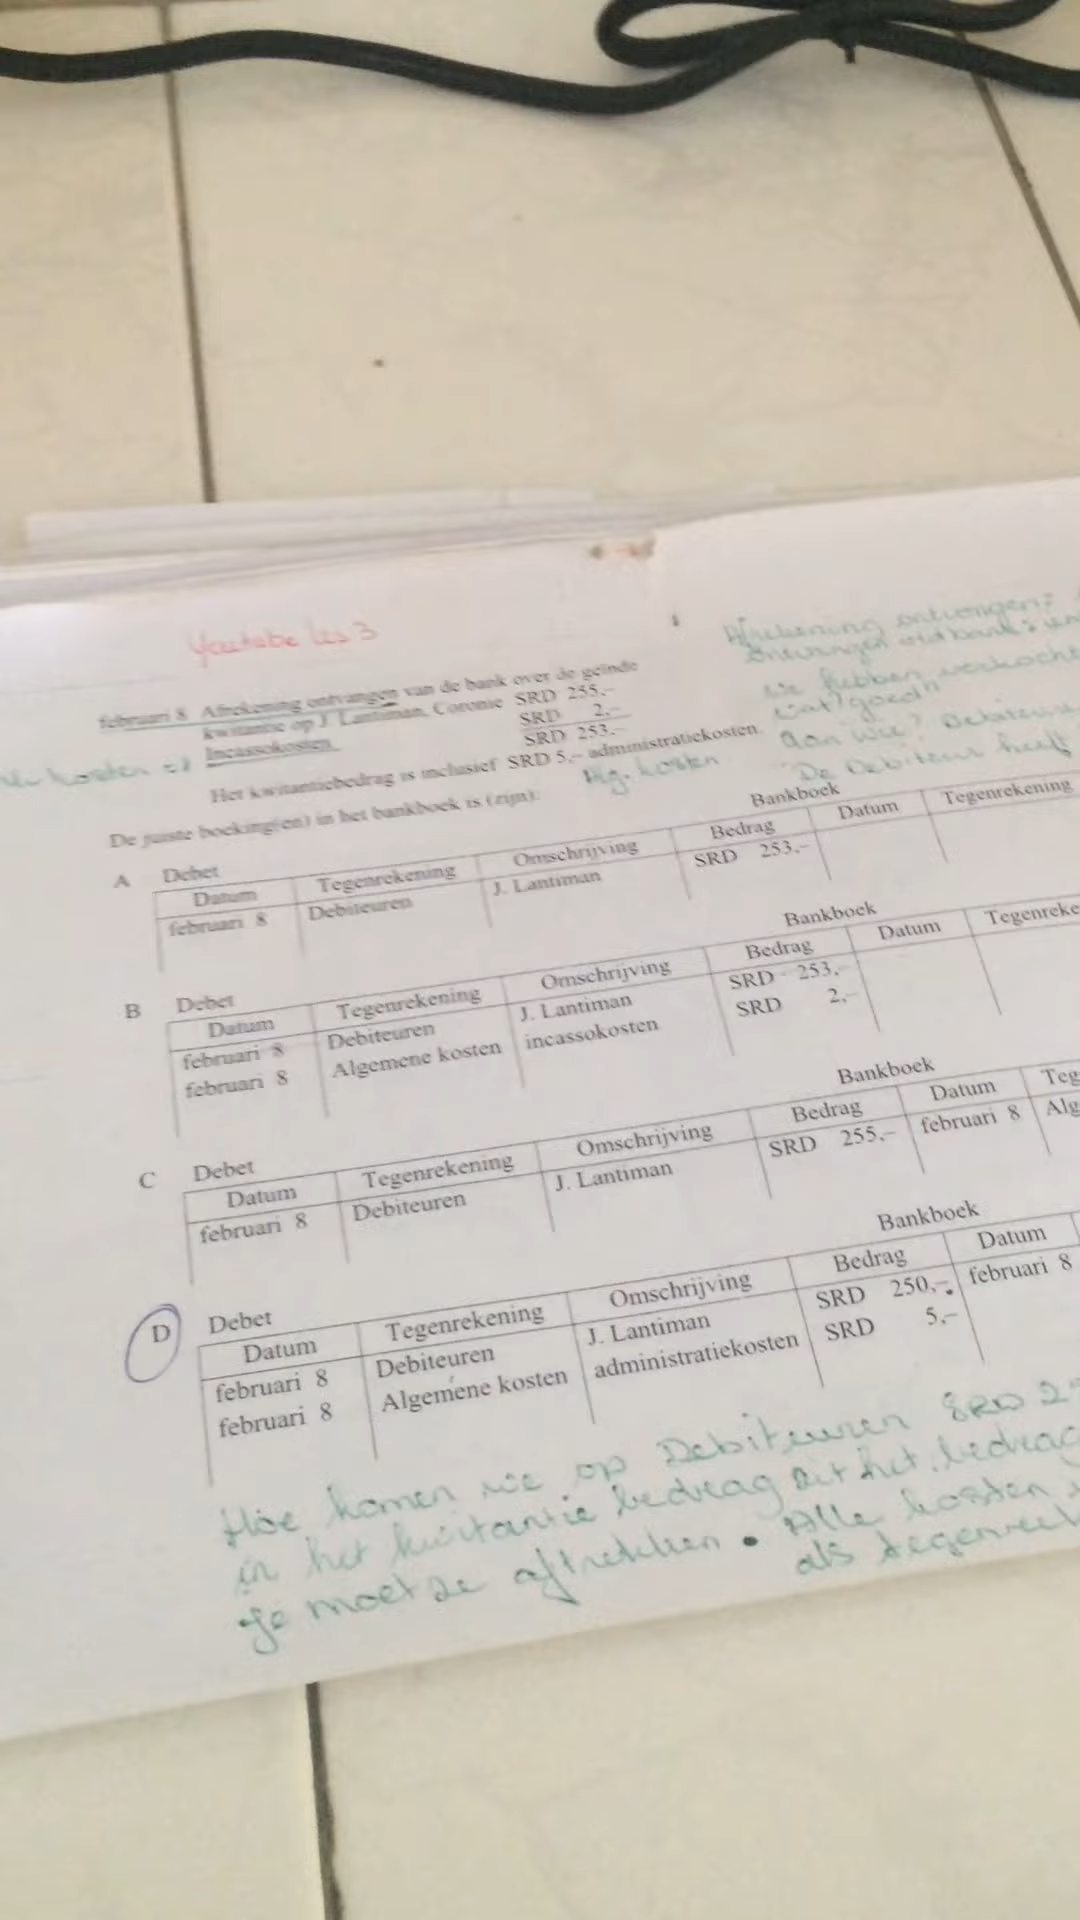 Youtube les 3
februari 8 Afrekening ontvangen van de bank over de geïnde
kwitantie op J. Lantiman, Coronie SRD 255,-
Incassokosten SRD 2,-
SRD 253,-
Het kwitantiebedrag is inclusief SRD 5,- administratiekosten.
Alg. kosten
De juiste boeking(en) in het bankboek is (zijn):
kosten
Afrekening ontvangen:
we hebben verkocht
wat? goed
Aan wie? Debiteuren
De Debiteur heeft
Bankboek
A Debet
Datum Tegenrekening Omschrijving Bedrag Datum Tegenrekening
februari 8 Debiteuren J. Lantiman SRD 253,-
Bankboek
B Debet
Datum Tegenrekening Omschrijving Bedrag Datum Tegenreke
februari 8 Debiteuren J. Lantiman SRD 253,-
februari 8 Algemene kosten incassokosten SRD 2,-
Bankboek
C Debet
Datum Tegenrekening Omschrijving Bedrag Datum Teg
februari 8 Debiteuren J. Lantiman SRD 255,- februari 8 Alg
Bankboek
D Debet
Datum Tegenrekening Omschrijving Bedrag Datum
februari 8 Debiteuren J. Lantiman SRD 250,- februari 8
februari 8 Algemene kosten administratiekosten SRD 5,-
Hoe komen we op Debiteuren SRD 2
in het kwitantie bedrag zit het bedrag
je moet ze aftrekken. Alle kosten
als tegenrek